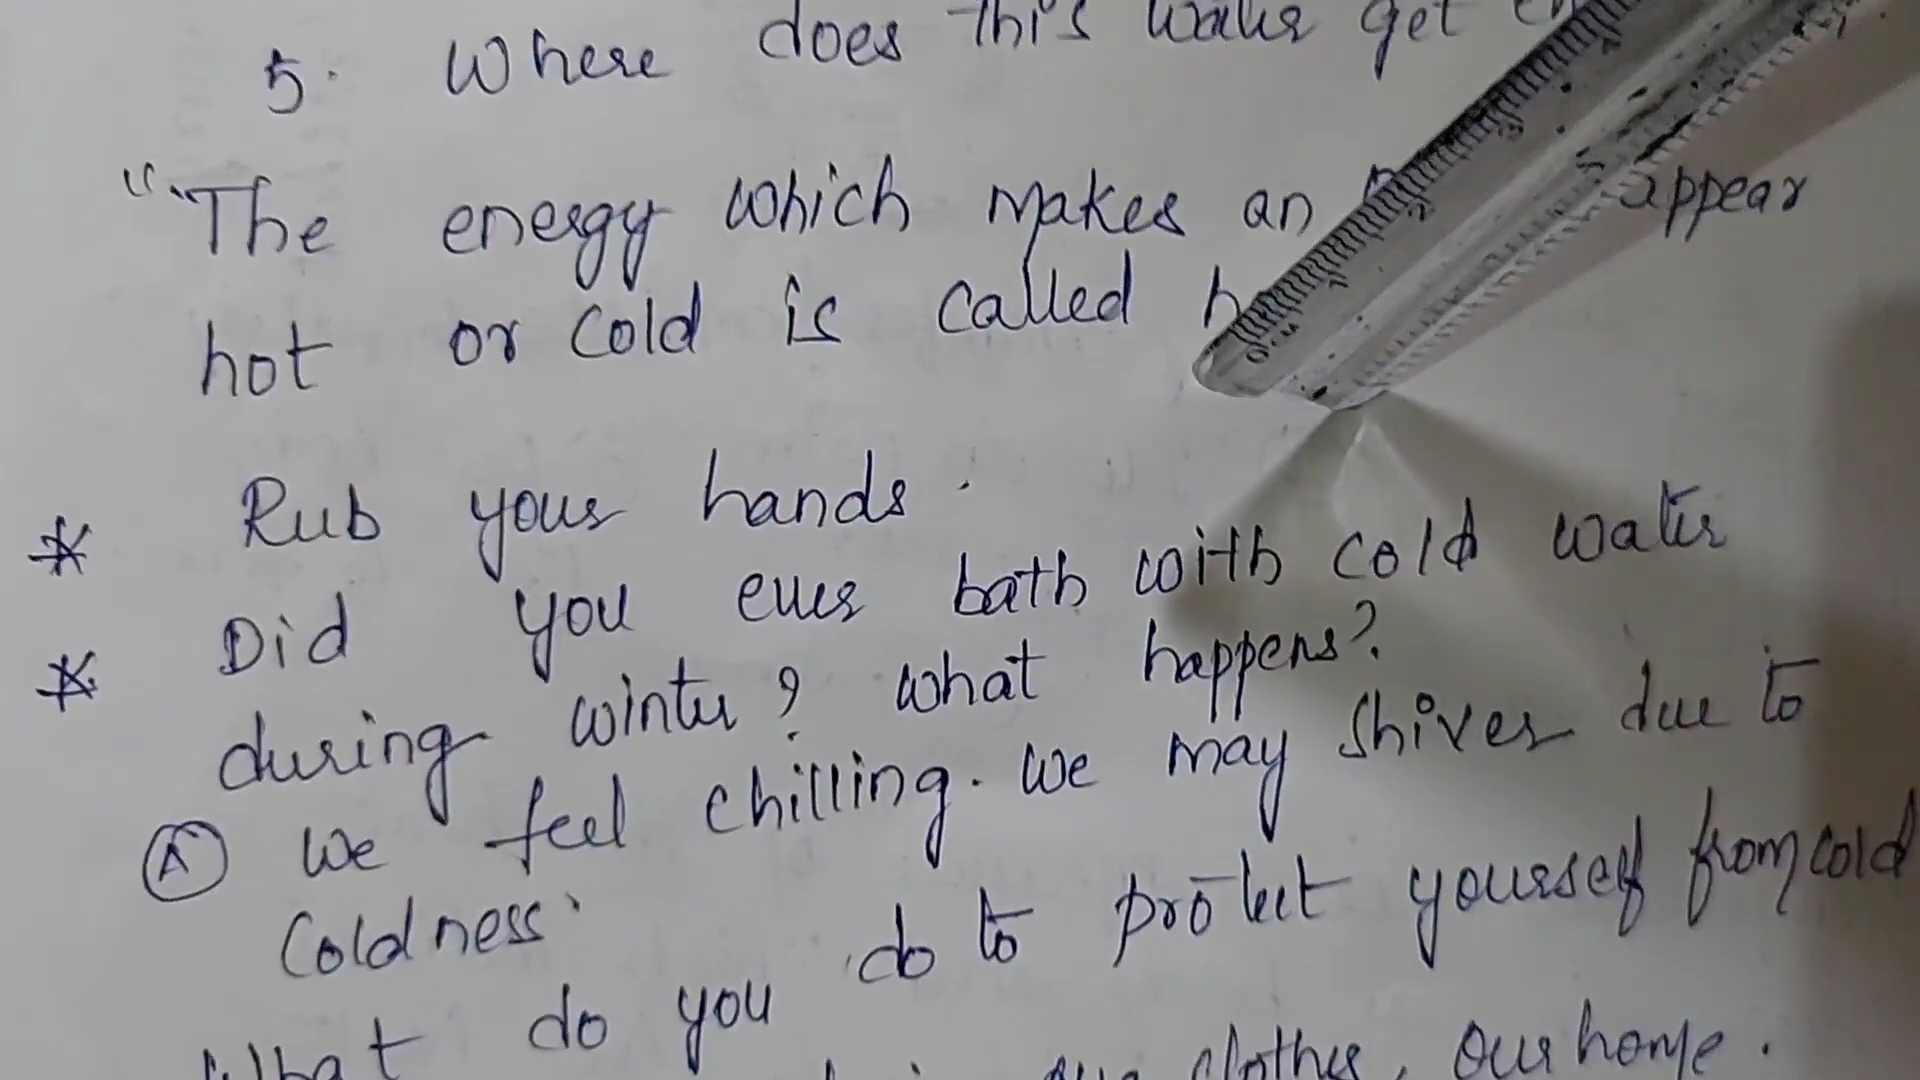 5. Where does this water get
"The energy which makes an appear
hot or cold is called
* Rub your hands.
* Did you ever bath with cold water
during winter? what happens?
(A) We feel chilling. We may shiver due to
Coldness.
What do you do to protect yourself from cold
clothes, our home.